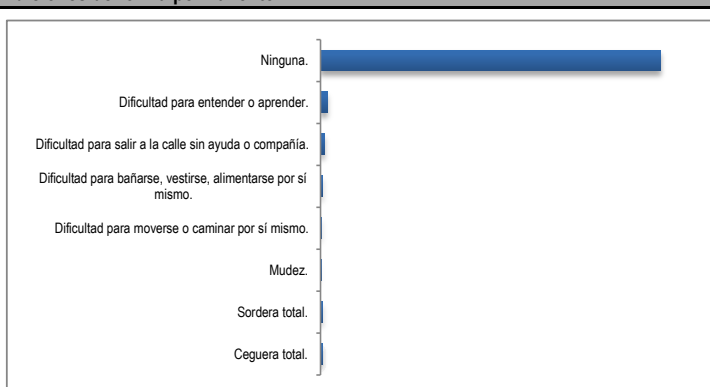 Ninguna.
Dificultad para entender o aprender.
Dificultad para salir a la calle sin ayuda o compañía.
Dificultad para bañarse, vestirse, alimentarse por sí
mismo.
Dificultad para moverse o caminar por sí mismo.
Mudez.
Sordera total.
Ceguera total.